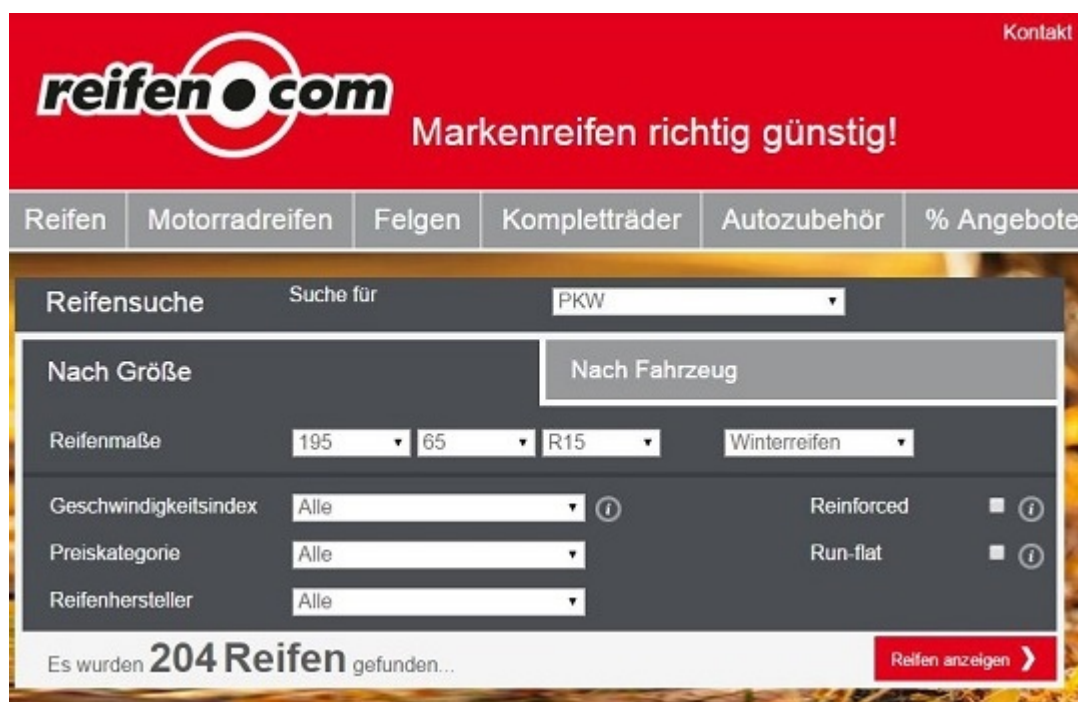 Kontakt
reifen com
Markenreifen richtig günstig!
Reifen Motorradreifen Felgen Kompletträder Autozubehör % Angebote
Reifensuche Suche für PKW
Nach Größe Nach Fahrzeug
Reifenmaße 195 65 R15 Winterreifen
Geschwindigkeitsindex Alle i Reinforced i
Preiskategorie Alle Run-flat i
Reifenhersteller Alle
Es wurden 204 Reifen gefunden... Reifen anzeigen ❯